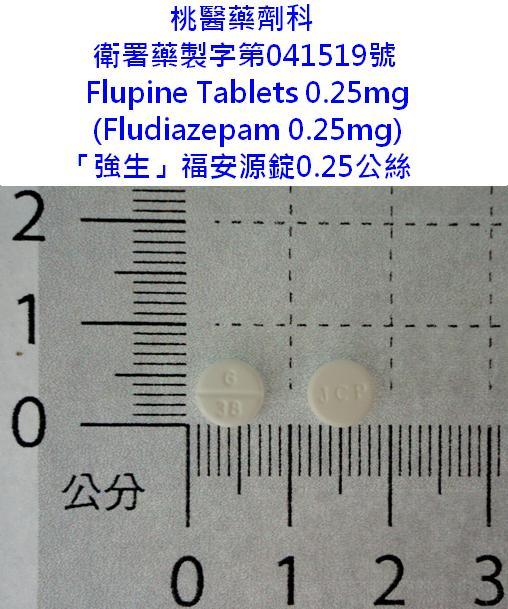 桃醫藥劑科
衛署藥製字第041519號
Flupine Tablets 0.25mg
(Fludiazepam 0.25mg)
「強生」福安源錠0.25公絲
2
1
0
G
38
JCP
公分
0 1 2 3